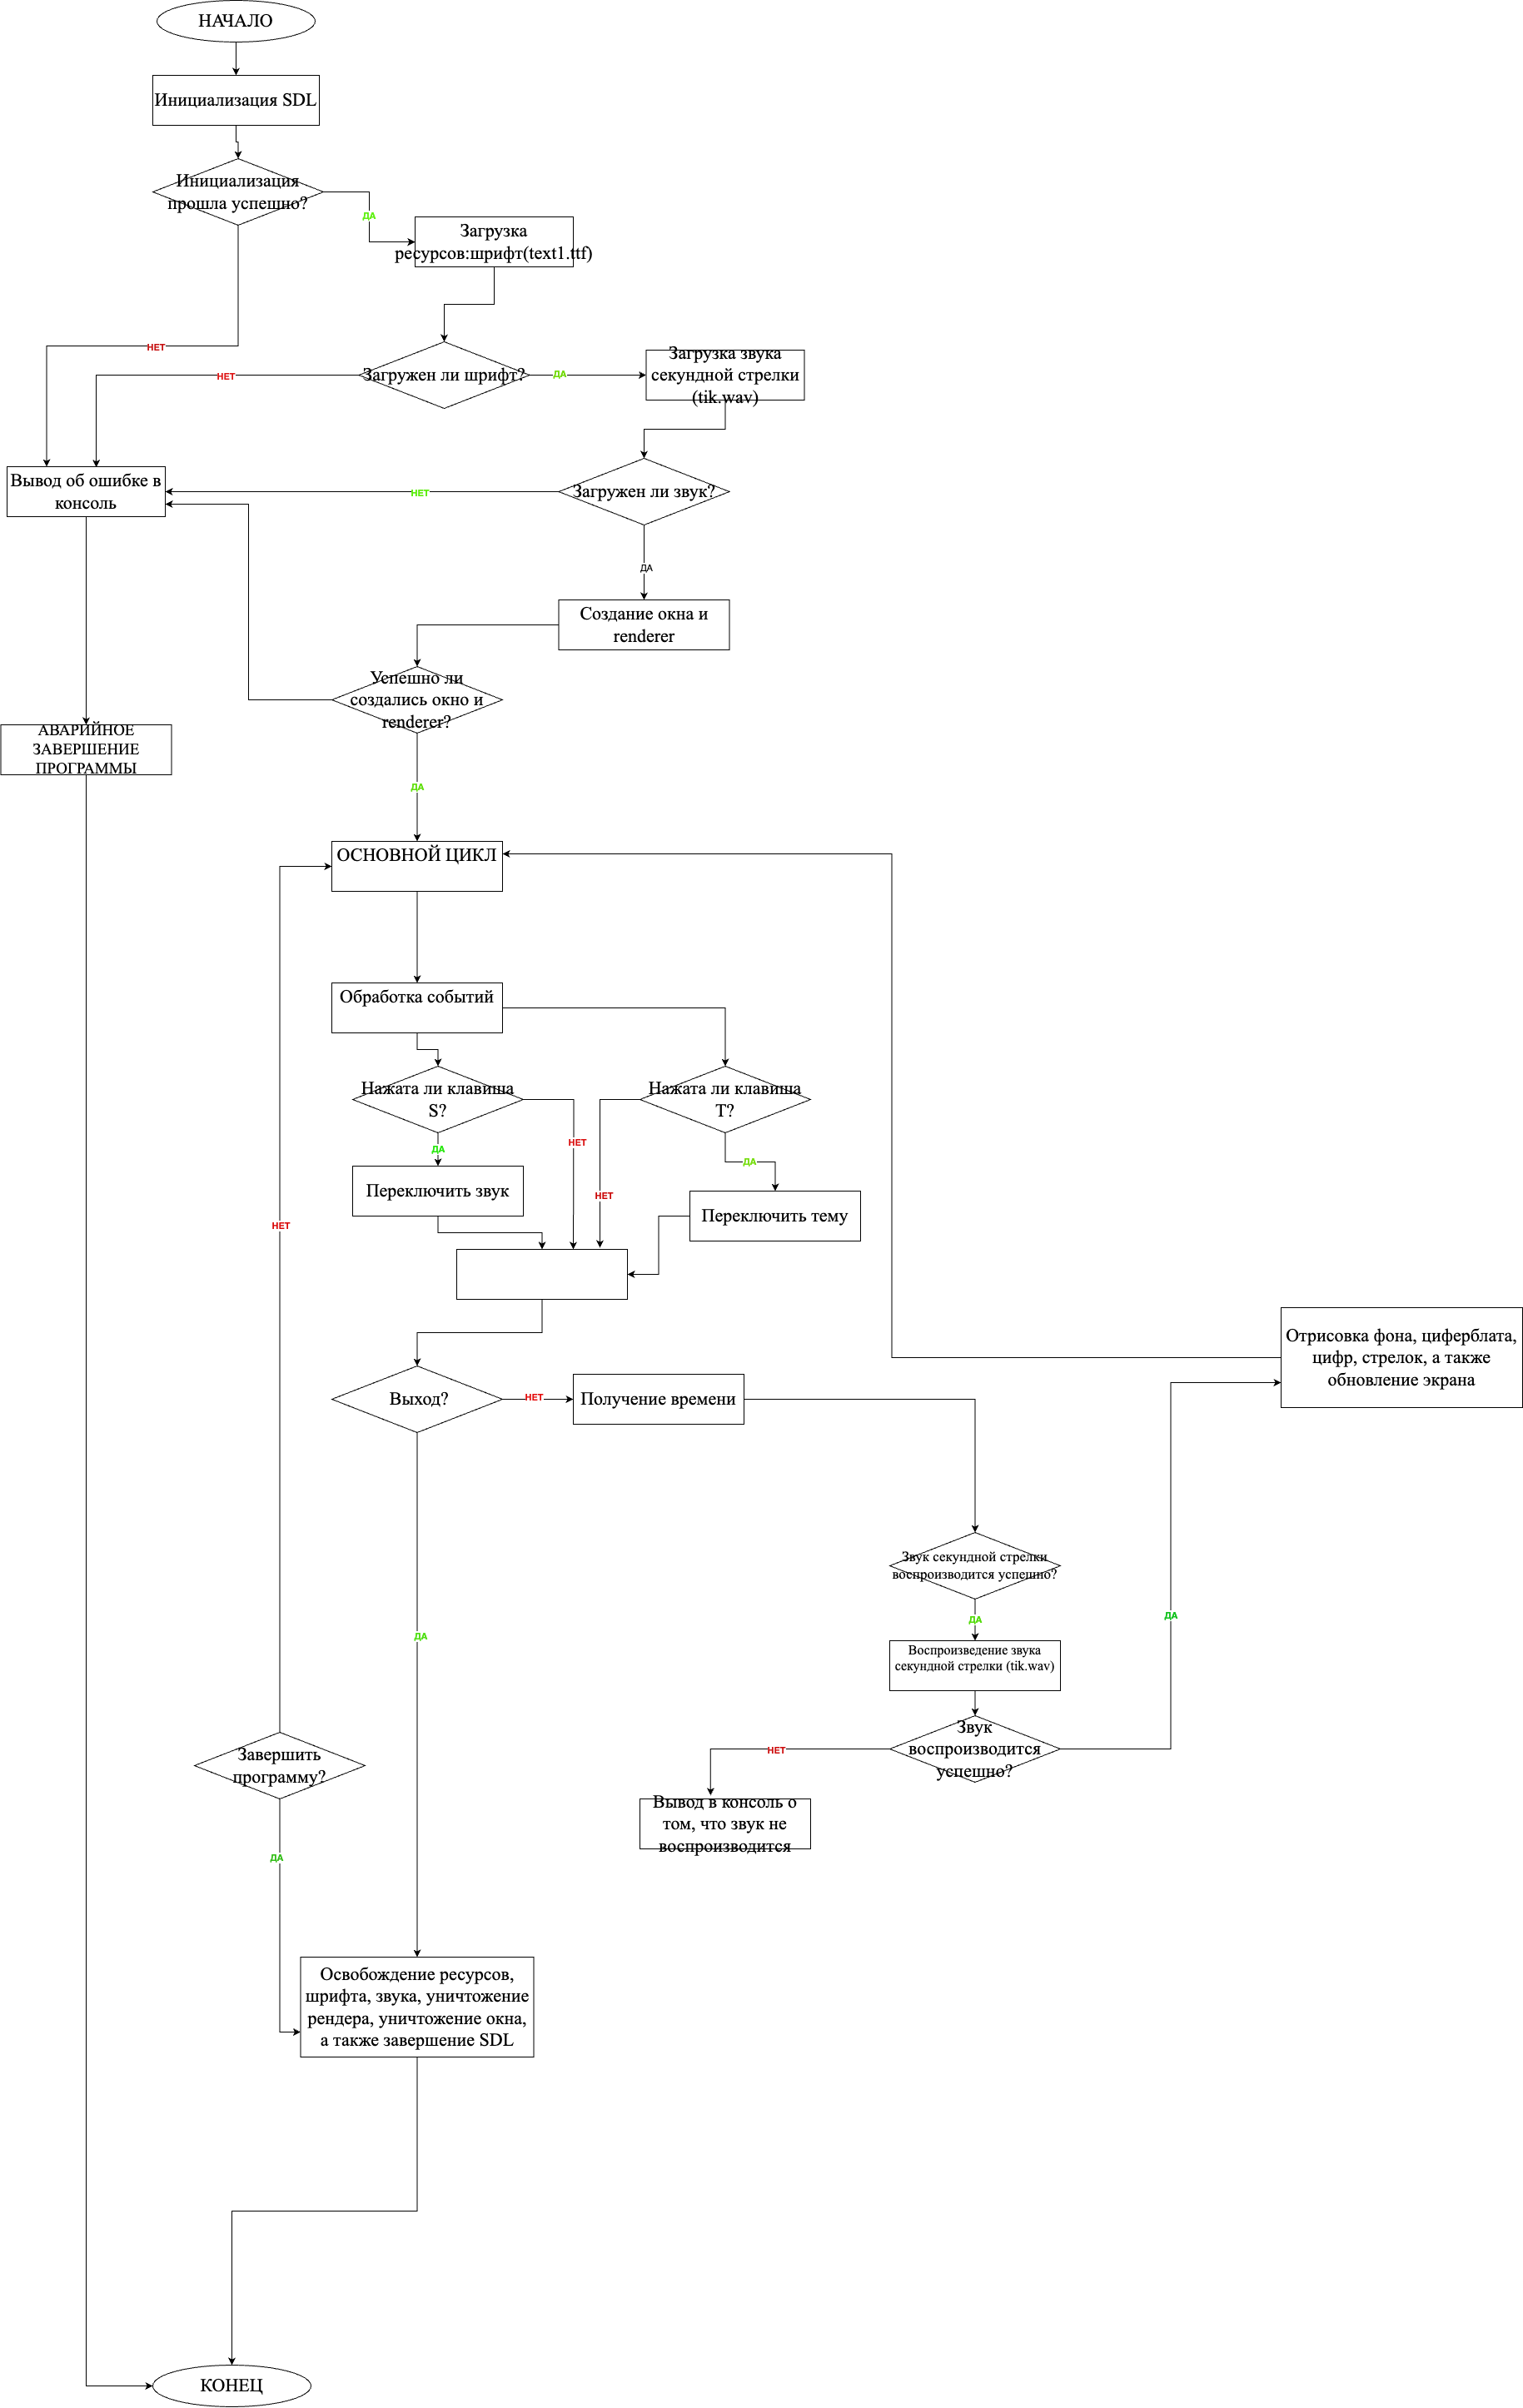 НАЧАЛО
Инициализация SDL
Инициализация
прошла успешно?
ДА
Загрузка
ресурсов:шрифт(text1.ttf)
НЕТ
Загружен ли шрифт?
НЕТ
ДА
Загрузка звука
секундной стрелки
(tik.wav)
Вывод об ошибке в
консоль
НЕТ
Загружен ли звук?
ДА
Создание окна и
renderer
Успешно ли
создались окно и
renderer?
АВАРИЙНОЕ
ЗАВЕРШЕНИЕ
ПРОГРАММЫ
ДА
ОСНОВНОЙ ЦИКЛ
Обработка событий
Нажата ли клавиша
S?
Нажата ли клавиша
T?
НЕТ
ДА
ДА
Переключить звук
НЕТ
Переключить тему
НЕТ
Отрисовка фона, циферблата,
цифр, стрелок, а также
обновление экрана
Выход?
НЕТ
Получение времени
Звук секундной стрелки
воспроизводится успешно?
ДА
ДА
ДА
Воспроизведение звука
секундной стрелки (tik.wav)
Завершить
программу?
Звук
воспроизводится
успешно?
НЕТ
Вывод в консоль о
том, что звук не
воспроизводится
ДА
Освобождение ресурсов,
шрифта, звука, уничтожение
рендера, уничтожение окна,
а также завершение SDL
КОНЕЦ